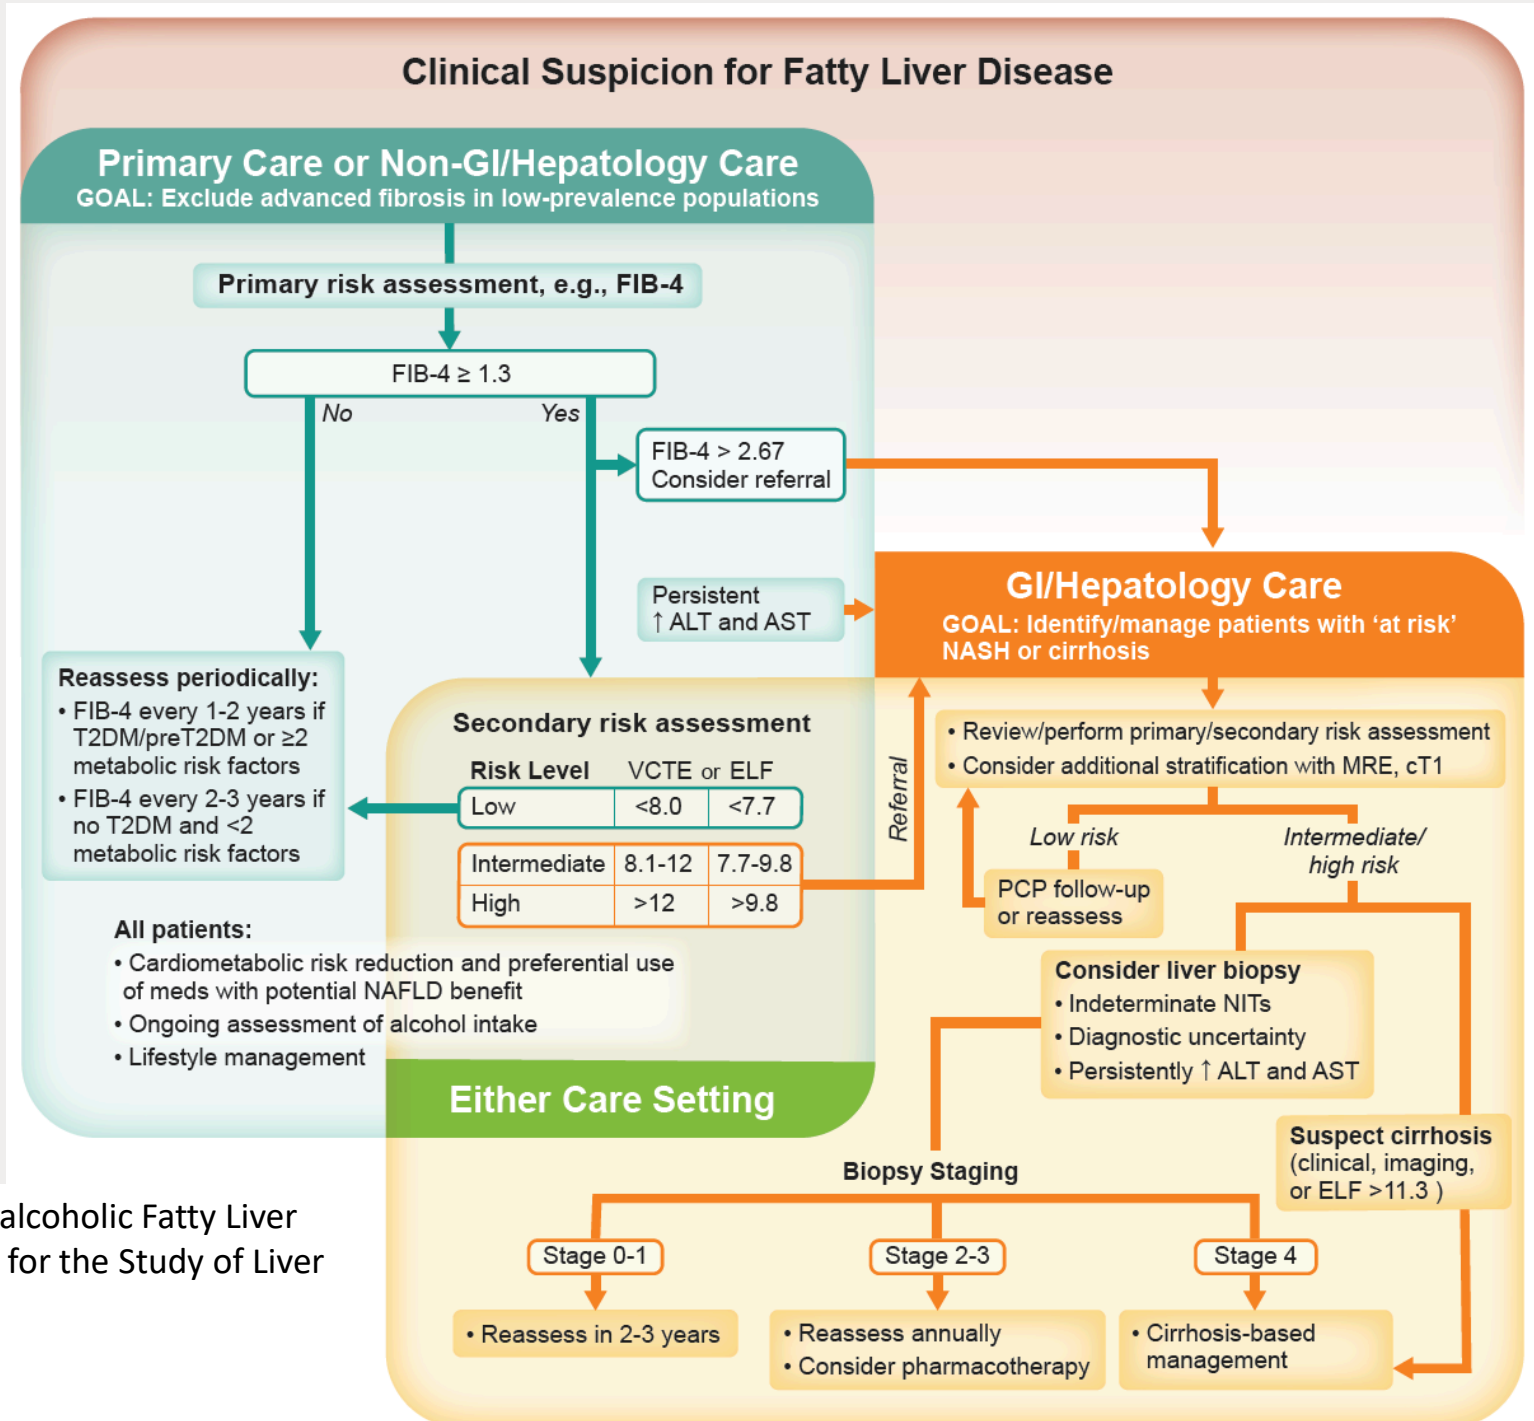 Clinical Suspicion for Fatty Liver Disease
Primary Care or Non-GI/Hepatology Care
GOAL: Exclude advanced fibrosis in low-prevalence populations
Primary risk assessment, e.g., FIB-4
FIB-4 ≥ 1.3
No
Yes
FIB-4 > 2.67
Consider referral
Persistent
↑ ALT and AST
Reassess periodically:
• FIB-4 every 1-2 years if
T2DM/preT2DM or ≥2
metabolic risk factors
• FIB-4 every 2-3 years if
no T2DM and <2
metabolic risk factors
Secondary risk assessment
Risk Level VCTE or ELF
Low <8.0 <7.7
Intermediate 8.1-12 7.7-9.8
High >12 >9.8
Referral
All patients:
• Cardiometabolic risk reduction and preferential use
of meds with potential NAFLD benefit
• Ongoing assessment of alcohol intake
• Lifestyle management
Either Care Setting
GI/Hepatology Care
GOAL: Identify/manage patients with ‘at risk’
NASH or cirrhosis
• Review/perform primary/secondary risk assessment
• Consider additional stratification with MRE, cT1
Low risk
Intermediate/
high risk
PCP follow-up
or reassess
Consider liver biopsy
• Indeterminate NITs
• Diagnostic uncertainty
• Persistently ↑ ALT and AST
Suspect cirrhosis
(clinical, imaging,
or ELF >11.3 )
Biopsy Staging
Stage 0-1
Stage 2-3
Stage 4
• Reassess in 2-3 years
• Reassess annually
• Consider pharmacotherapy
• Cirrhosis-based
management
alcoholic Fatty Liver
for the Study of Liver